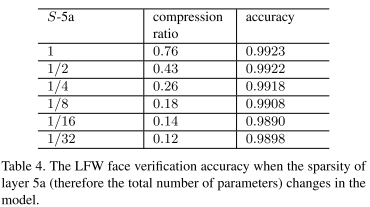 S-5a compression ratio accuracy
1 0.76 0.9923
1/2 0.43 0.9922
1/4 0.26 0.9918
1/8 0.18 0.9908
1/16 0.14 0.9890
1/32 0.12 0.9898
Table 4. The LFW face verification accuracy when the sparsity of
layer 5a (therefore the total number of parameters) changes in the
model.